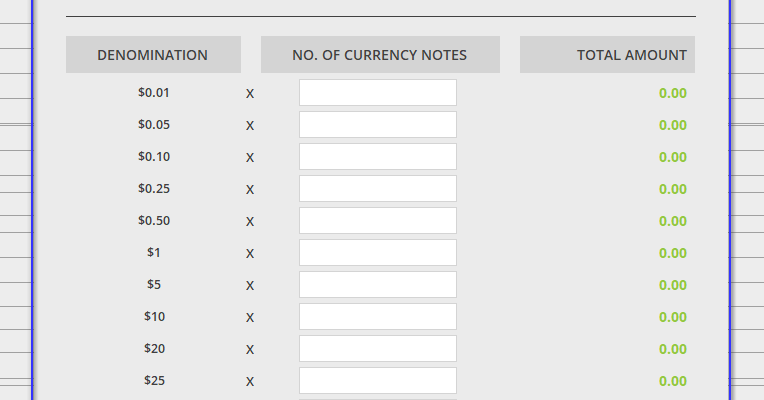 DENOMINATION NO. OF CURRENCY NOTES TOTAL AMOUNT
$0.01 X 0.00
$0.05 X 0.00
$0.10 X 0.00
$0.25 X 0.00
$0.50 X 0.00
$1 X 0.00
$5 X 0.00
$10 X 0.00
$20 X 0.00
$25 X 0.00